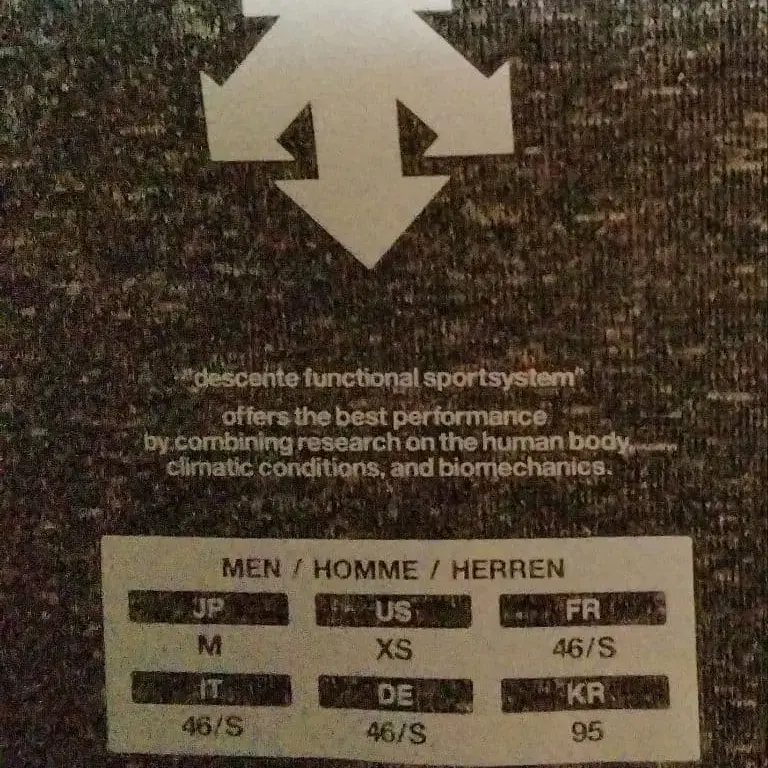 "descente functional sportsystem"
offers the best performance
by combining research on the human body,
climatic conditions, and biomechanics.
MEN / HOMME / HERREN
JP US FR
M XS 46/S
IT DE KR
46/S 46/S 95